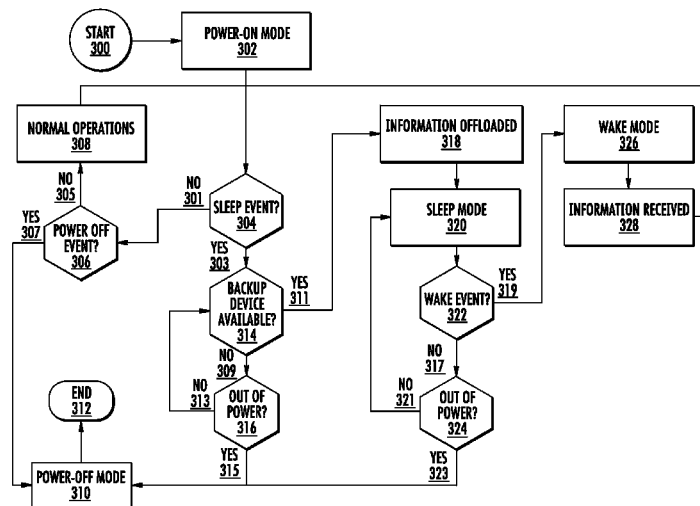 START
300
POWER-ON MODE
302
NORMAL OPERATIONS
308
INFORMATION OFFLOADED
318
WAKE MODE
326
NO
305
NO
301
SLEEP EVENT?
304
SLEEP MODE
320
INFORMATION RECEIVED
328
YES
307
POWER OFF
EVENT?
306
YES
303
BACKUP
DEVICE
AVAILABLE?
314
YES
311
WAKE EVENT?
322
YES
319
NO
309
NO
313
OUT OF
POWER?
316
NO
317
NO
321
OUT OF
POWER?
324
END
312
POWER-OFF MODE
310
YES
315
YES
323